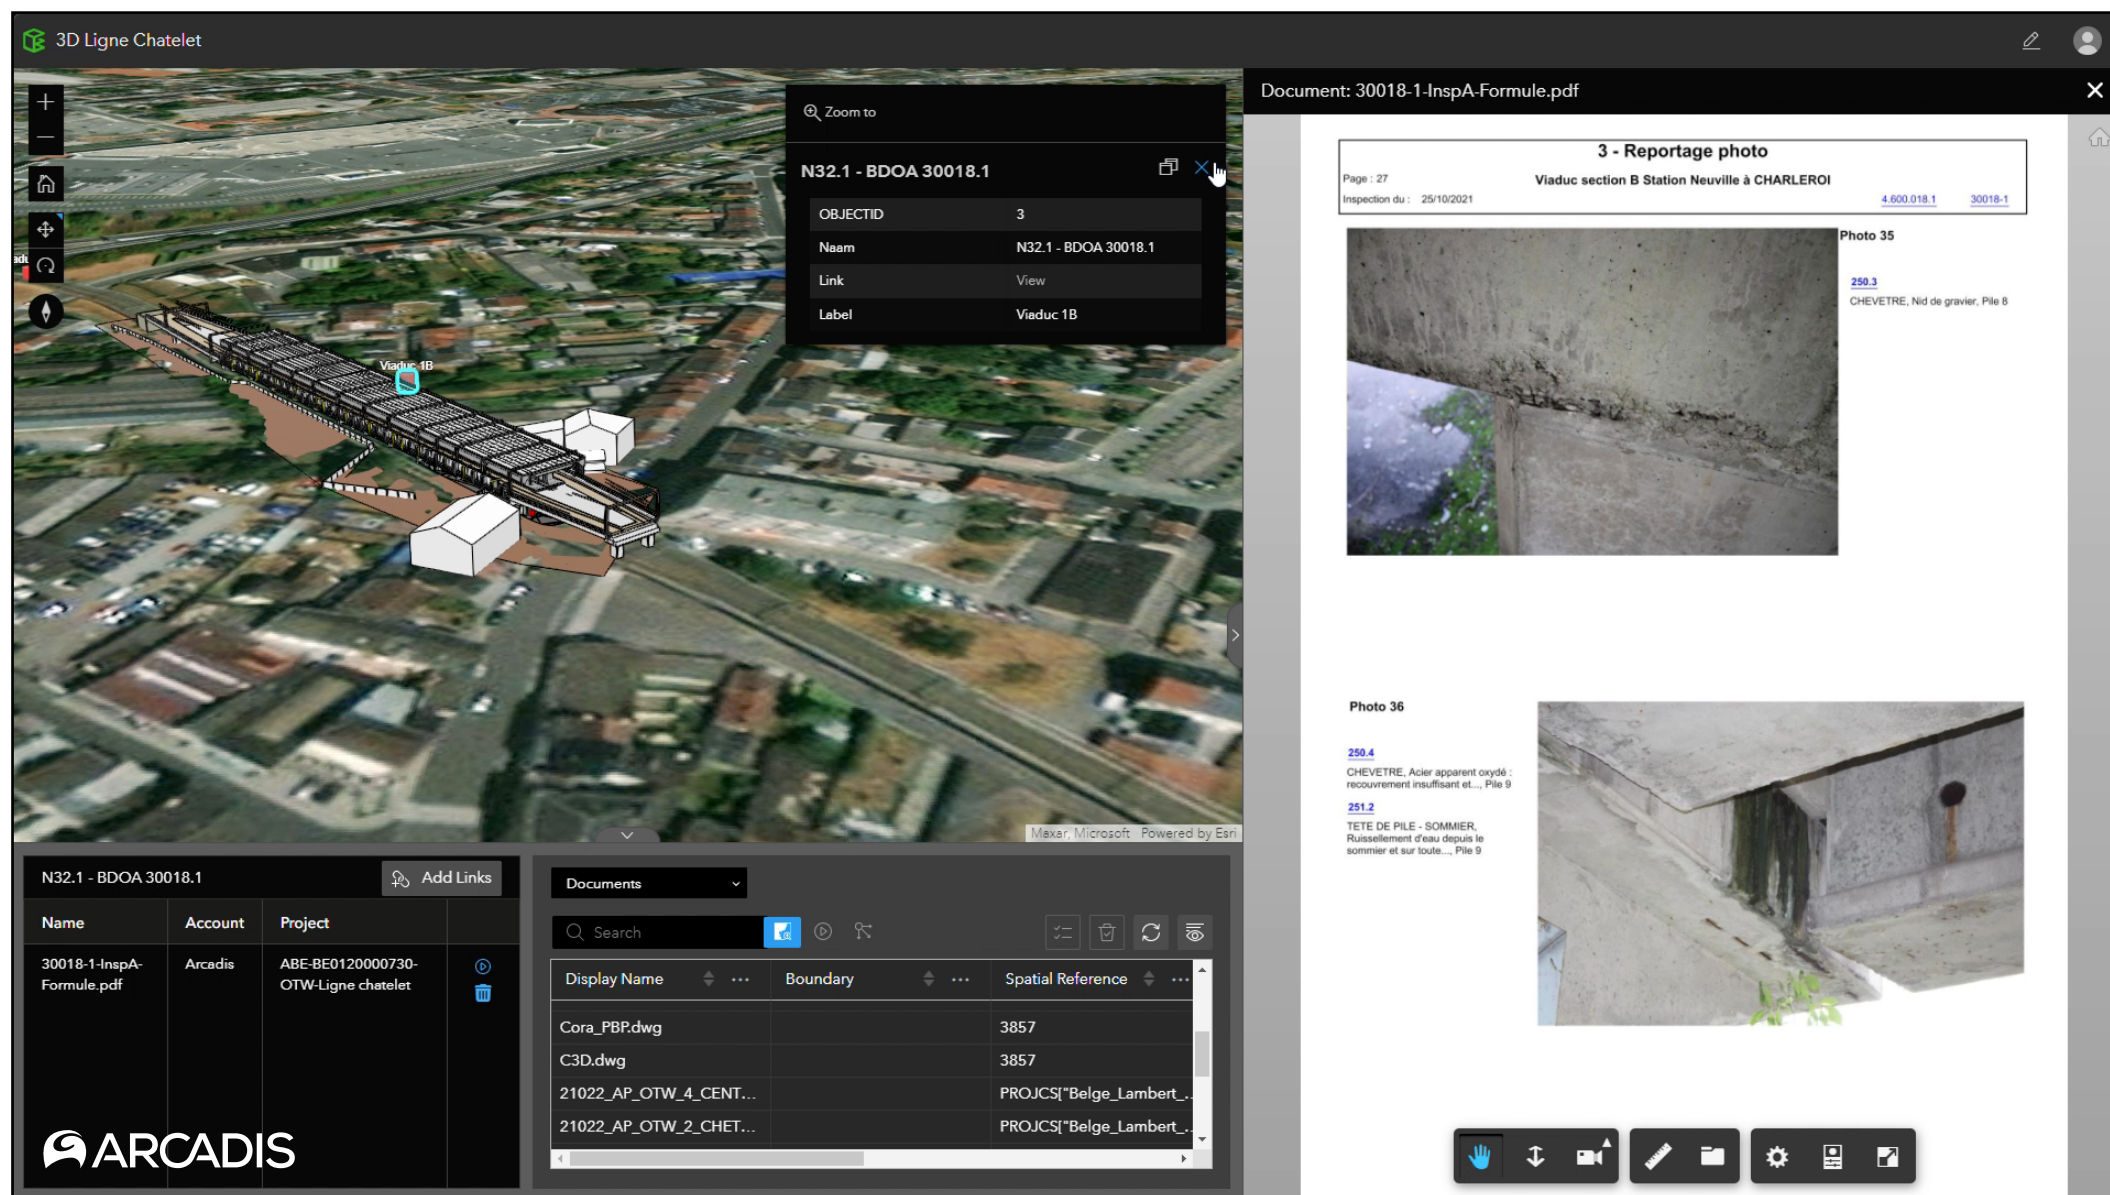 3D Ligne Chatelet
Zoom to
N32.1 - BDOA 30018.1
OBJECTID 3
Naam N32.1 - BDOA 30018.1
Link View
Label Viaduc 1B
Viaduc 1B
Maxar, Microsoft Powered by Esri
N32.1 - BDOA 30018.1 Add Links
Name Account Project
30018-1-InspA- Arcadis ABE-BE0120000730-
Formule.pdf OTW-Ligne chatelet
ARCADIS
Documents
Search
Display Name Boundary Spatial Reference
Cora_PBP.dwg 3857
C3D.dwg 3857
21022_AP_OTW_4_CENT... PROJCS["Belge_Lambert_..
21022_AP_OTW_2_CHET... PROJCS["Belge_Lambert_..
Document: 30018-1-InspA-Formule.pdf
3 - Reportage photo
Page : 27 Viaduc section B Station Neuville à CHARLEROI
Inspection du : 25/10/2021 4.600.018.1 30018-1
Photo 35
250.3
CHEVETRE, Nid de gravier, Pile 8
Photo 36
250.4
CHEVETRE, Acier apparent oxydé :
recouvrement insuffisant et..., Pile 9
251.2
TETE DE PILE - SOMMIER,
Ruissellement d'eau depuis le
sommier et sur toute..., Pile 9